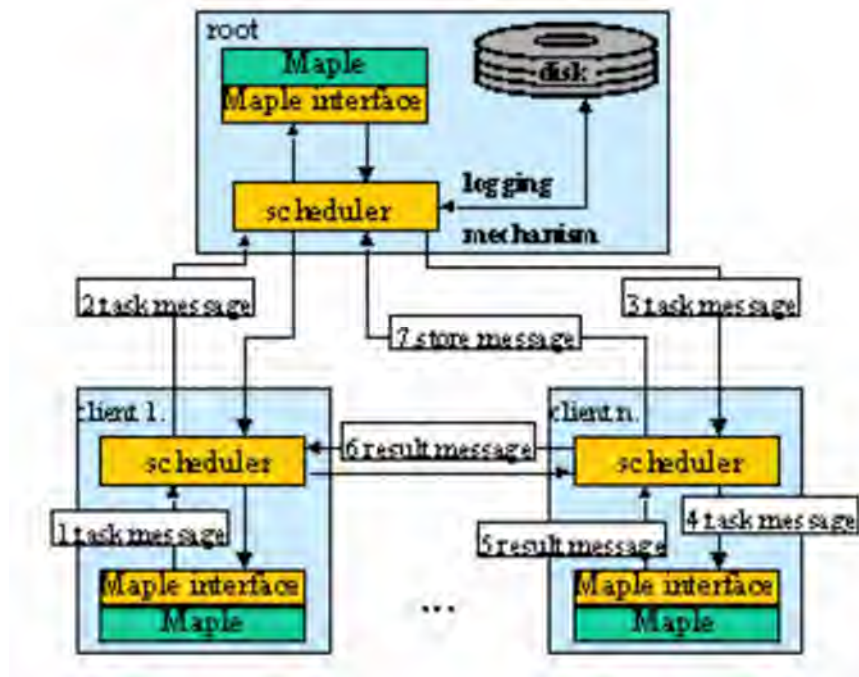 root
Maple
Maple interface
disk
scheduler
logging
mechanism
2 task message
3 task message
7 store message
client 1.
client n.
scheduler
6 result message
scheduler
1 task message
4 task message
5 result message
Maple interface
Maple
...
Maple interface
Maple